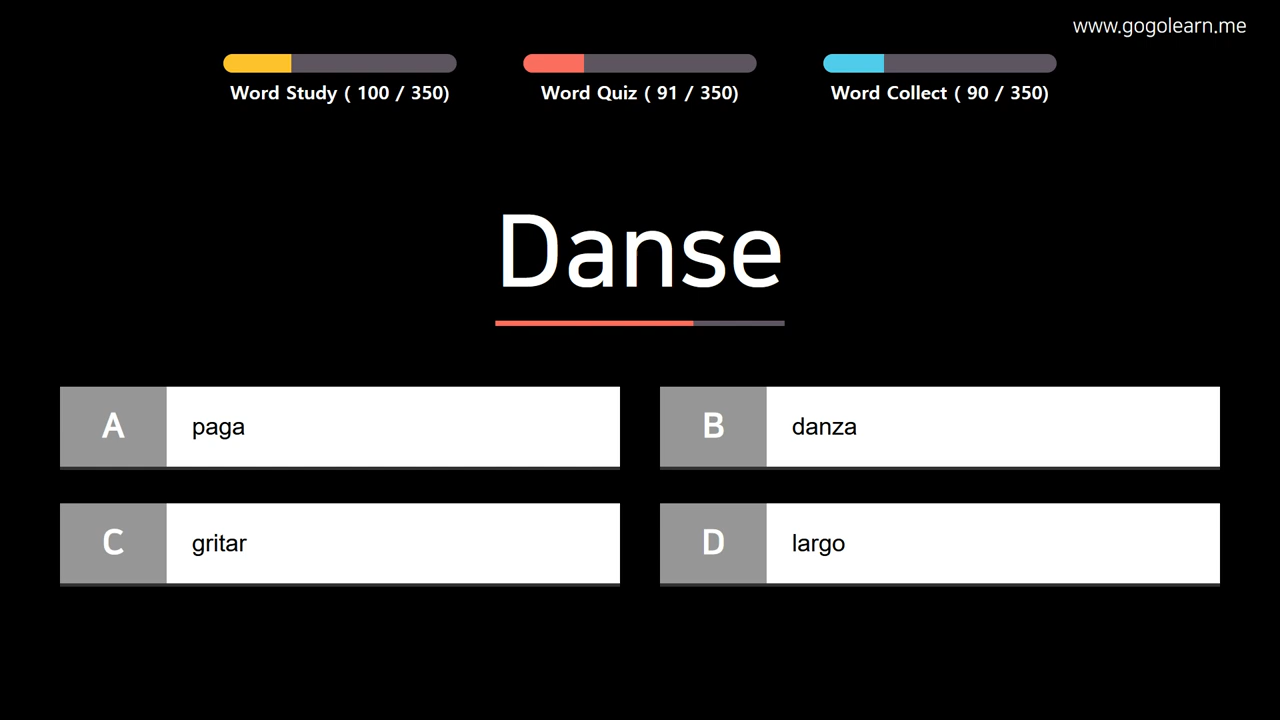 www.gogolearn.me
Word Study ( 100 / 350)
Word Quiz ( 91 / 350)
Word Collect ( 90 / 350)
Danse
A paga
B danza
C gritar
D largo